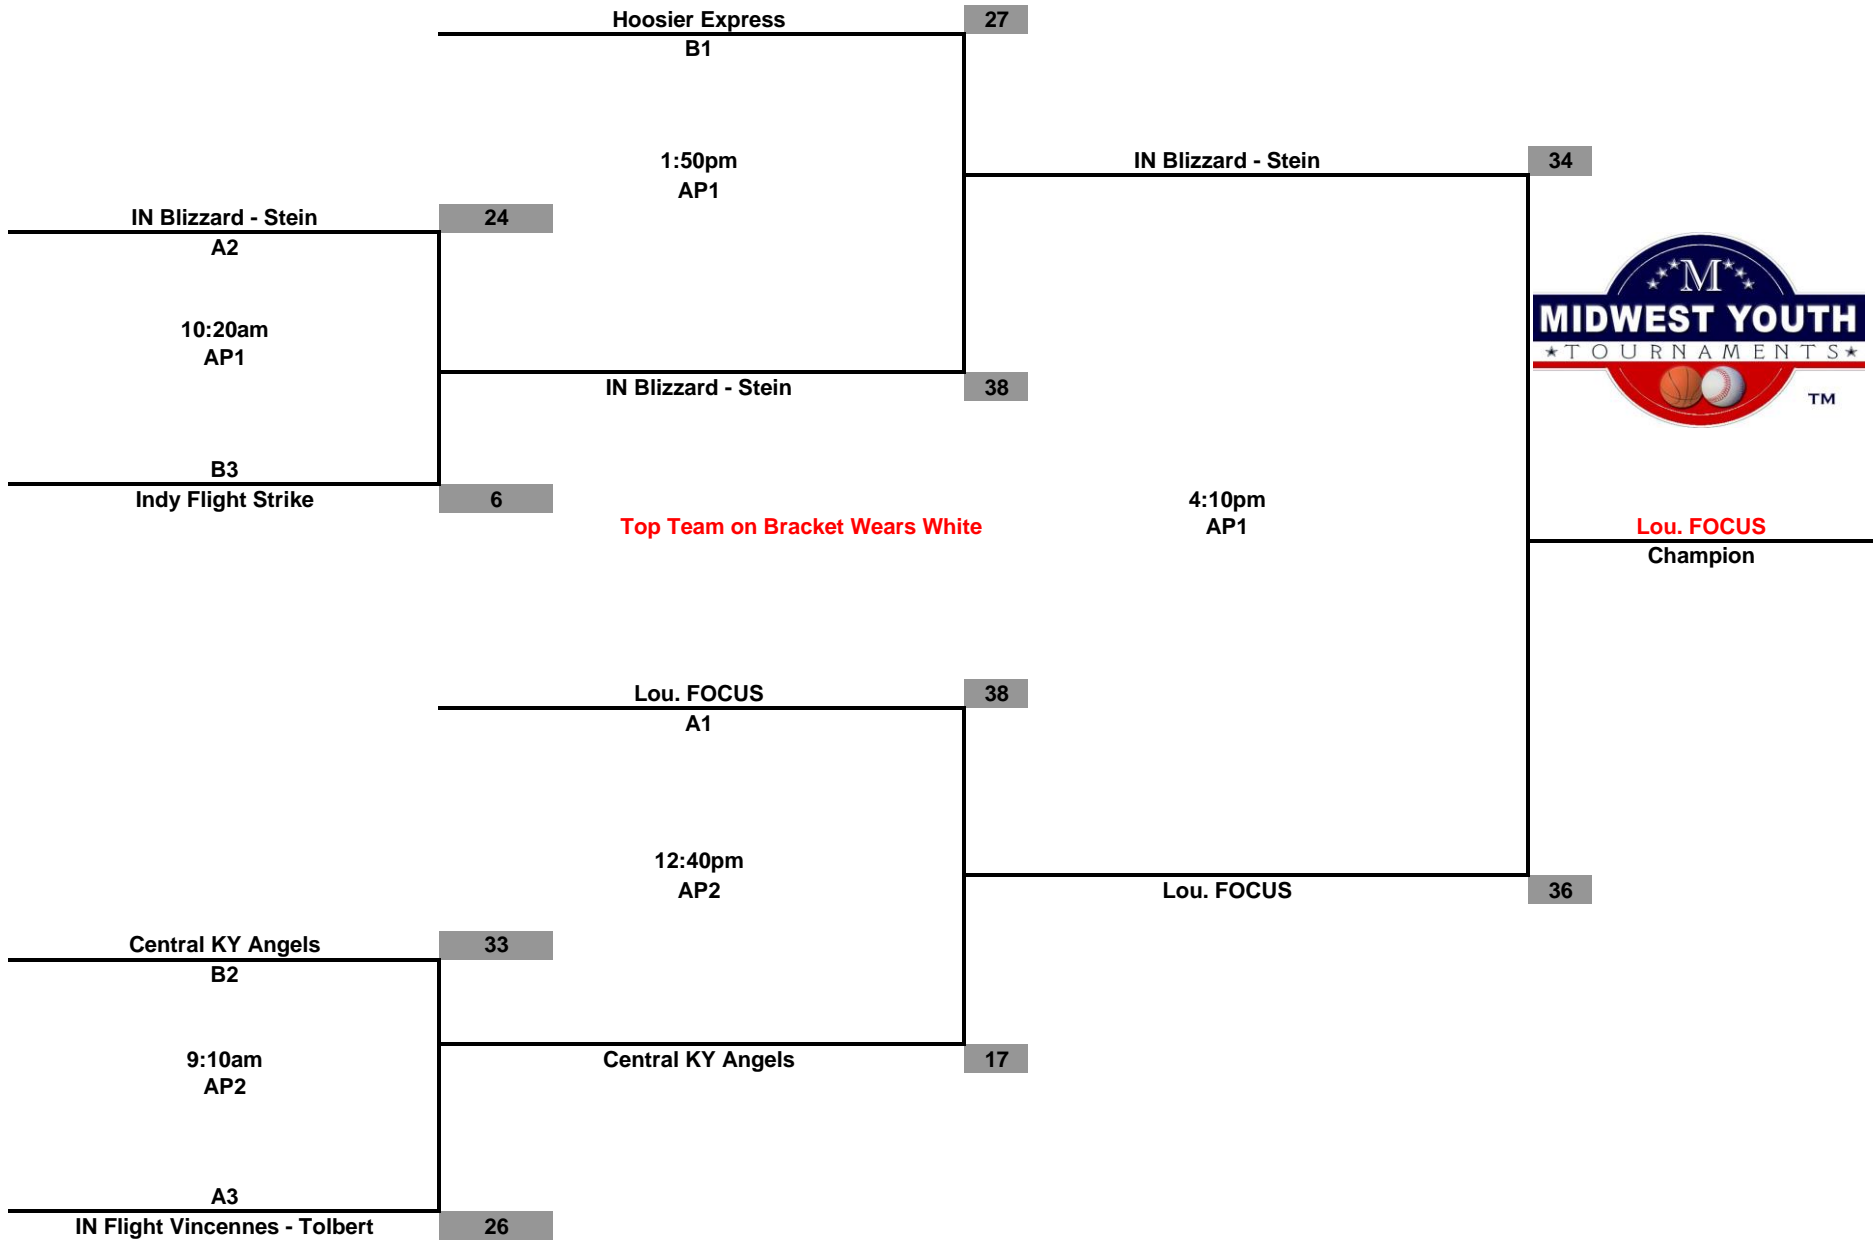 Hoosier Express 27
B1
1:50pm
AP1
IN Blizzard - Stein 34
IN Blizzard - Stein 24
A2
10:20am
AP1
IN Blizzard - Stein 38
B3
Indy Flight Strike 6
M
MIDWEST YOUTH
★TOURNAMENTS★
TM
Top Team on Bracket Wears White
4:10pm
AP1
Lou. FOCUS
Champion
Lou. FOCUS 38
A1
12:40pm
AP2
Lou. FOCUS 36
Central KY Angels 33
B2
9:10am
AP2
Central KY Angels 17
A3
IN Flight Vincennes - Tolbert 26